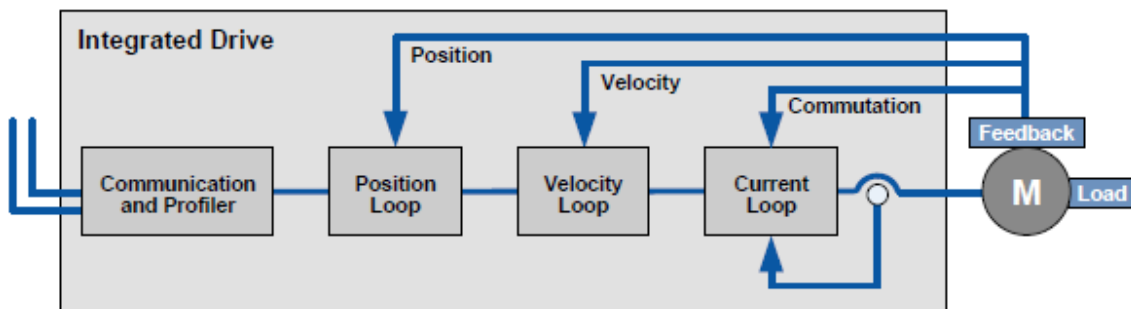 Integrated Drive
Position
Velocity
Commutation
Feedback
Communication
and Profiler
Position
Loop
Velocity
Loop
Current
Loop
M
Load